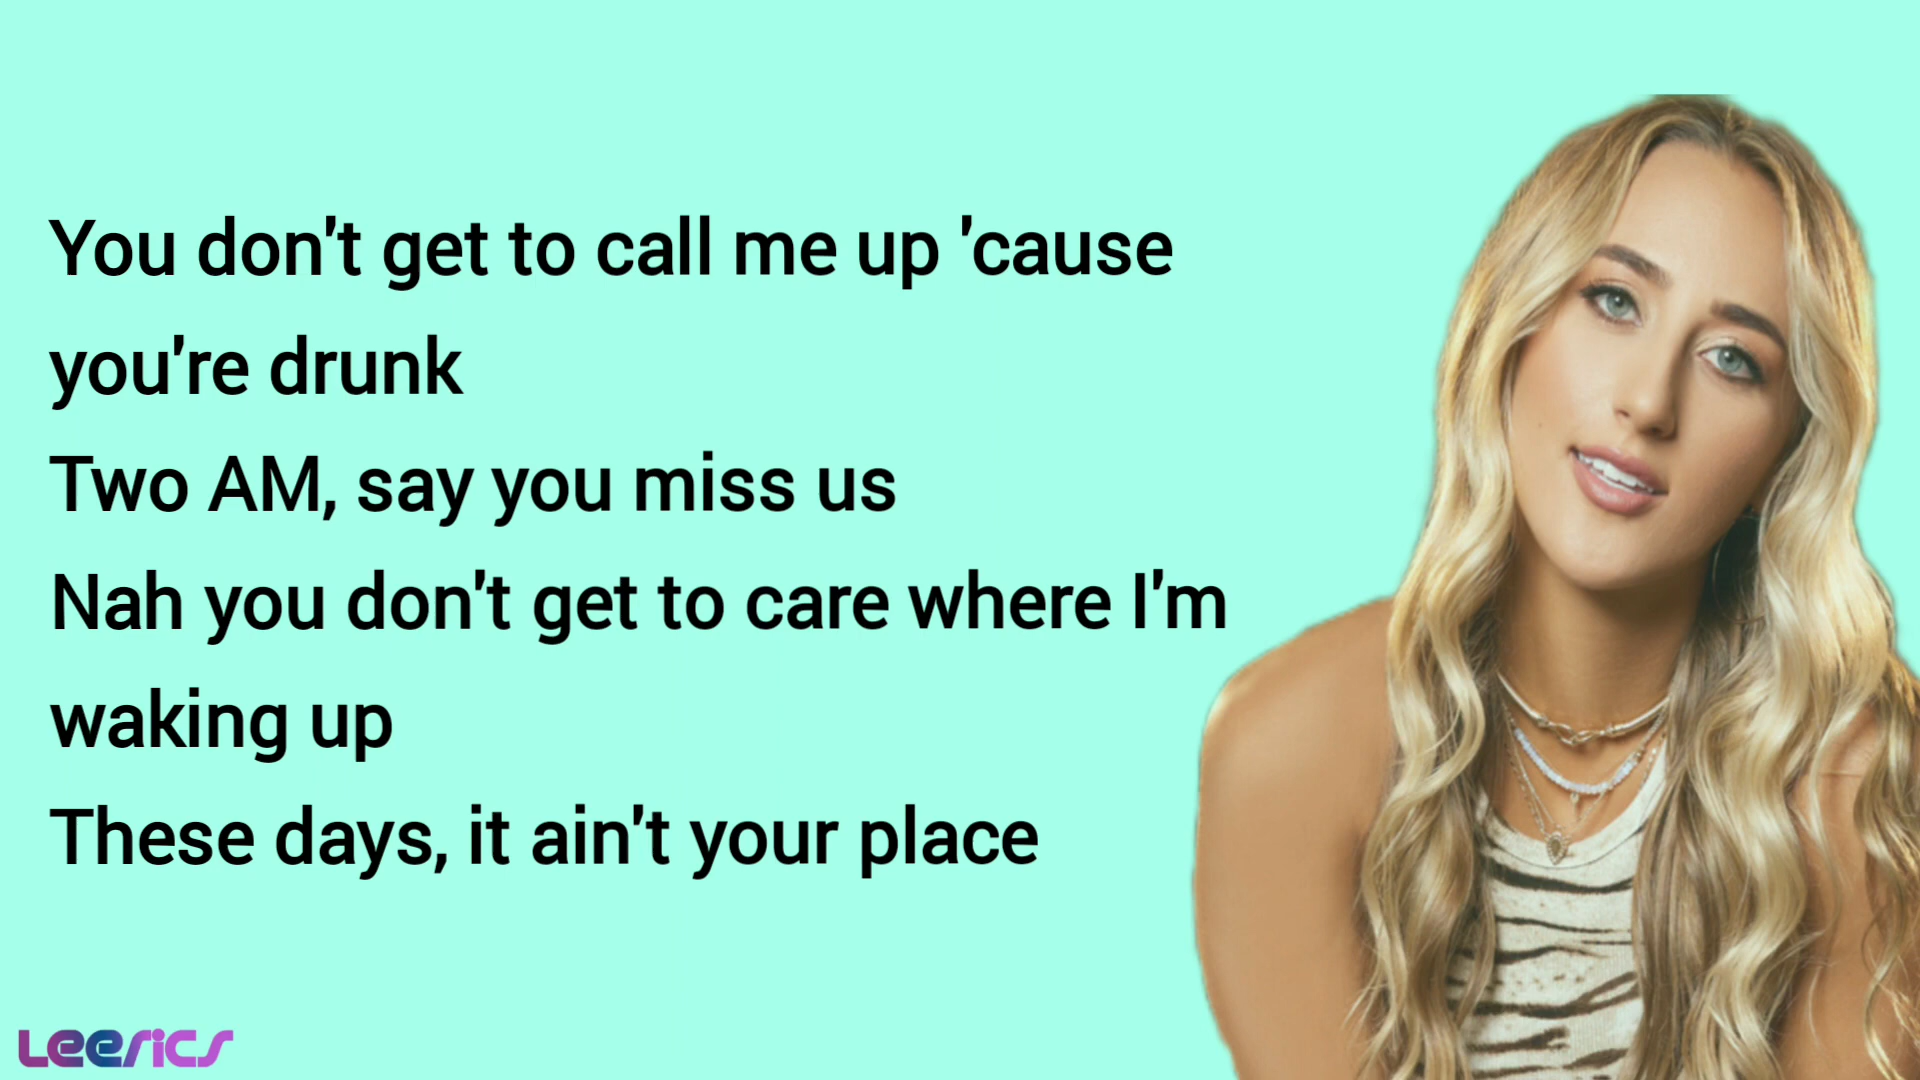 You don't get to call me up 'cause
you're drunk
Two AM, say you miss us
Nah you don't get to care where I'm
waking up
These days, it ain't your place
Leerics